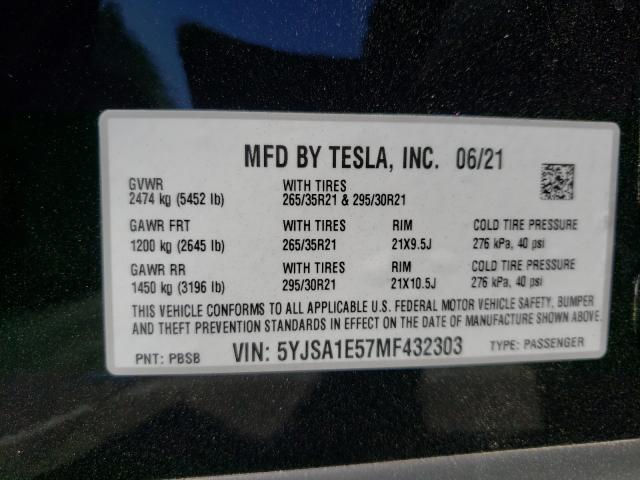 MFD BY TESLA, INC. 06/21
GVWR WITH TIRES
2474 kg (5452 lb) 265/35R21 & 295/30R21
GAWR FRT WITH TIRES RIM COLD TIRE PRESSURE
1200 kg (2645 lb) 265/35R21 21X9.5J 276 kPa, 40 psi
GAWR RR WITH TIRES RIM COLD TIRE PRESSURE
1450 kg (3196 lb) 295/30R21 21X10.5J 276 kPa, 40 psi
THIS VEHICLE CONFORMS TO ALL APPLICABLE U.S. FEDERAL MOTOR VEHICLE SAFETY, BUMPER
AND THEFT PREVENTION STANDARDS IN EFFECT ON THE DATE OF MANUFACTURE SHOWN ABOVE.
PNT: PBSB VIN: 5YJSA1E57MF432303 TYPE: PASSENGER